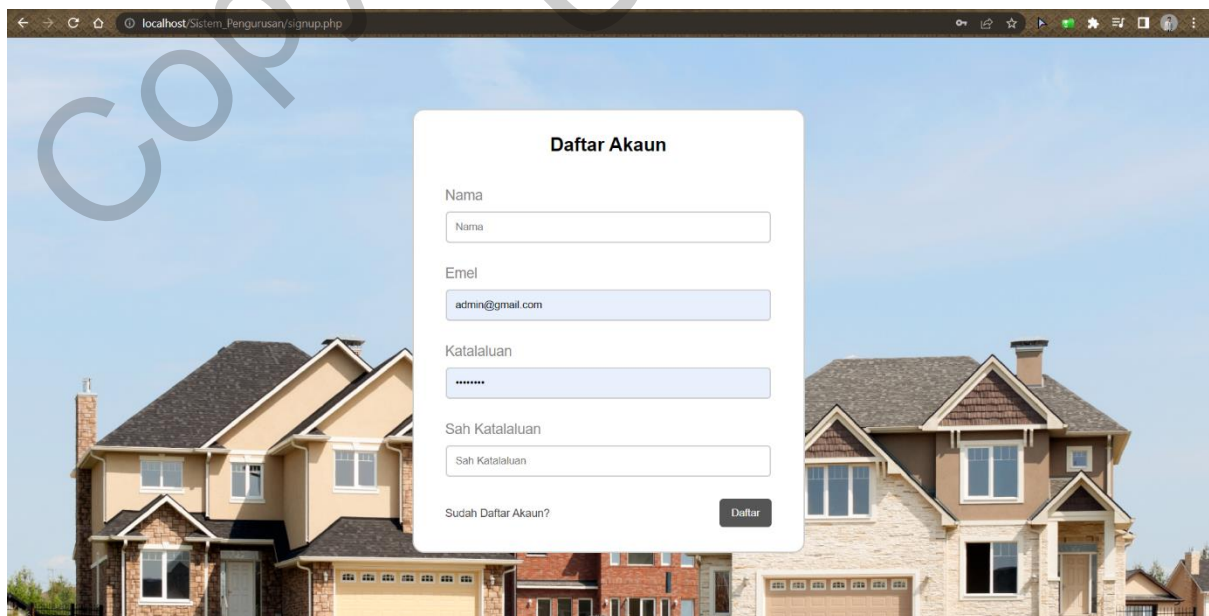 localhost/Sistem_Pengurusan/signup.php
Daftar Akaun
Nama
Nama
Emel
admin@gmail.com
Katalaluan
••••••••
Sah Katalaluan
Sah Katalaluan
Sudah Daftar Akaun?
Daftar
Cop